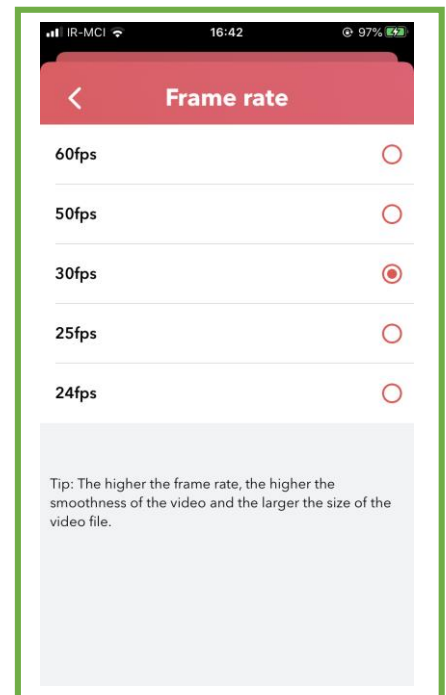 IR-MCI 16:42 97%
Frame rate
60fps
50fps
30fps
25fps
24fps
Tip: The higher the frame rate, the higher the
smoothness of the video and the larger the size of the
video file.